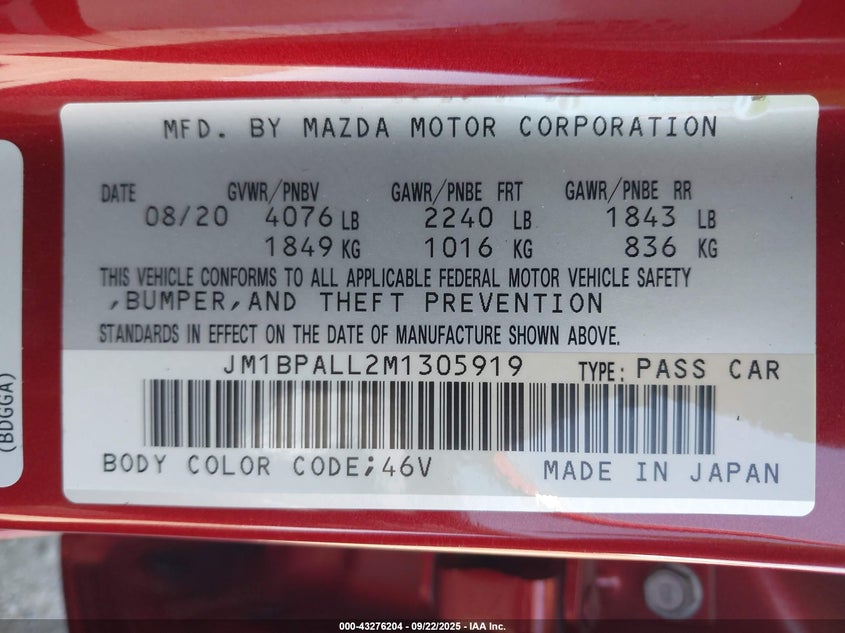 MFD. BY MAZDA MOTOR CORPORATION
DATE GVWR/PNBV GAWR/PNBE FRT GAWR/PNBE RR
08/20 4076 LB 2240 LB 1843 LB
1849 KG 1016 KG 836 KG
THIS VEHICLE CONFORMS TO ALL APPLICABLE FEDERAL MOTOR VEHICLE SAFETY
,BUMPER,AND THEFT PREVENTION
STANDARDS IN EFFECT ON THE DATE OF MANUFACTURE SHOWN ABOVE.
JM1BPALL2M1305919 TYPE: PASS CAR
BODY COLOR CODE;46V MADE IN JAPAN
(BDGGA)
000-43276204 - 09/22/2025 - IAA Inc.